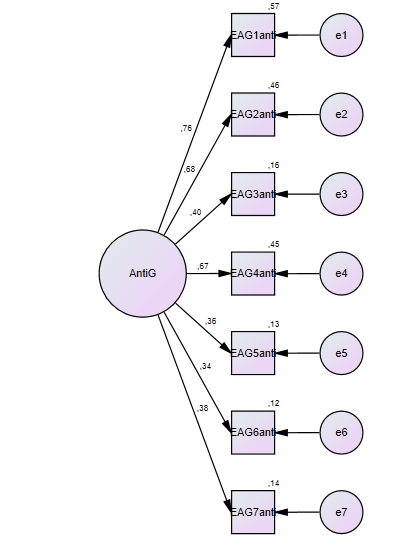 ,57
EAG1anti
e1
,76
,46
EAG2anti
e2
,68
,16
EAG3anti
e3
,40
,45
EAG4anti
e4
AntiG
,67
,13
EAG5anti
e5
,36
,12
EAG6anti
e6
,34
,14
EAG7anti
e7
,38